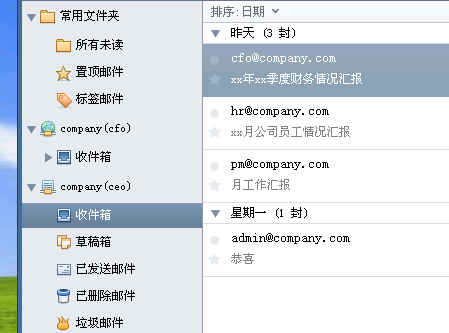 常用文件夹
所有未读
置顶邮件
标签邮件
company(cfo)
收件箱
company(ceo)
收件箱
草稿箱
已发送邮件
已删除邮件
垃圾邮件
排序:日期
昨天 (3 封)
cfo@company.com
xx年xx季度财务情况汇报
hr@company.com
xx月公司员工情况汇报
pm@company.com
月工作汇报
星期一 (1 封)
admin@company.com
恭喜